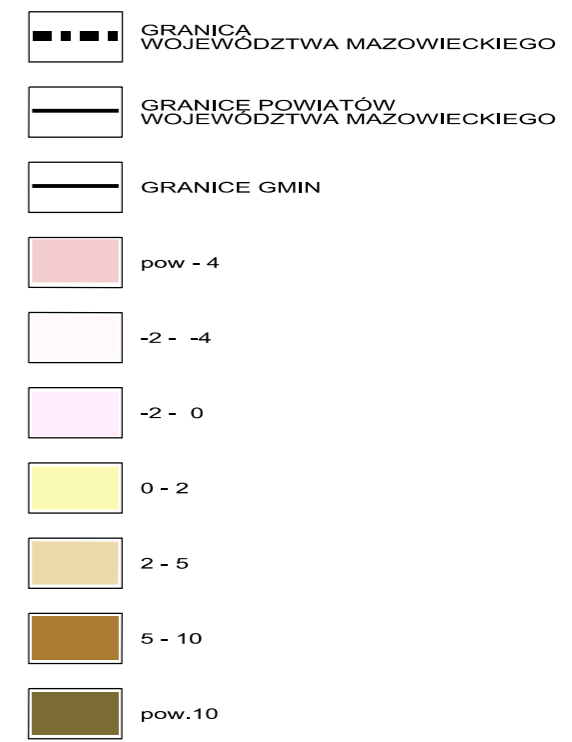 GRANICA
WOJEWÓDZTWA MAZOWIECKIEGO
GRANICE POWIATÓW
WOJEWÓDZTWA MAZOWIECKIEGO
GRANICE GMIN
pow - 4
-2 - -4
-2 - 0
0 - 2
2 - 5
5 - 10
pow.10